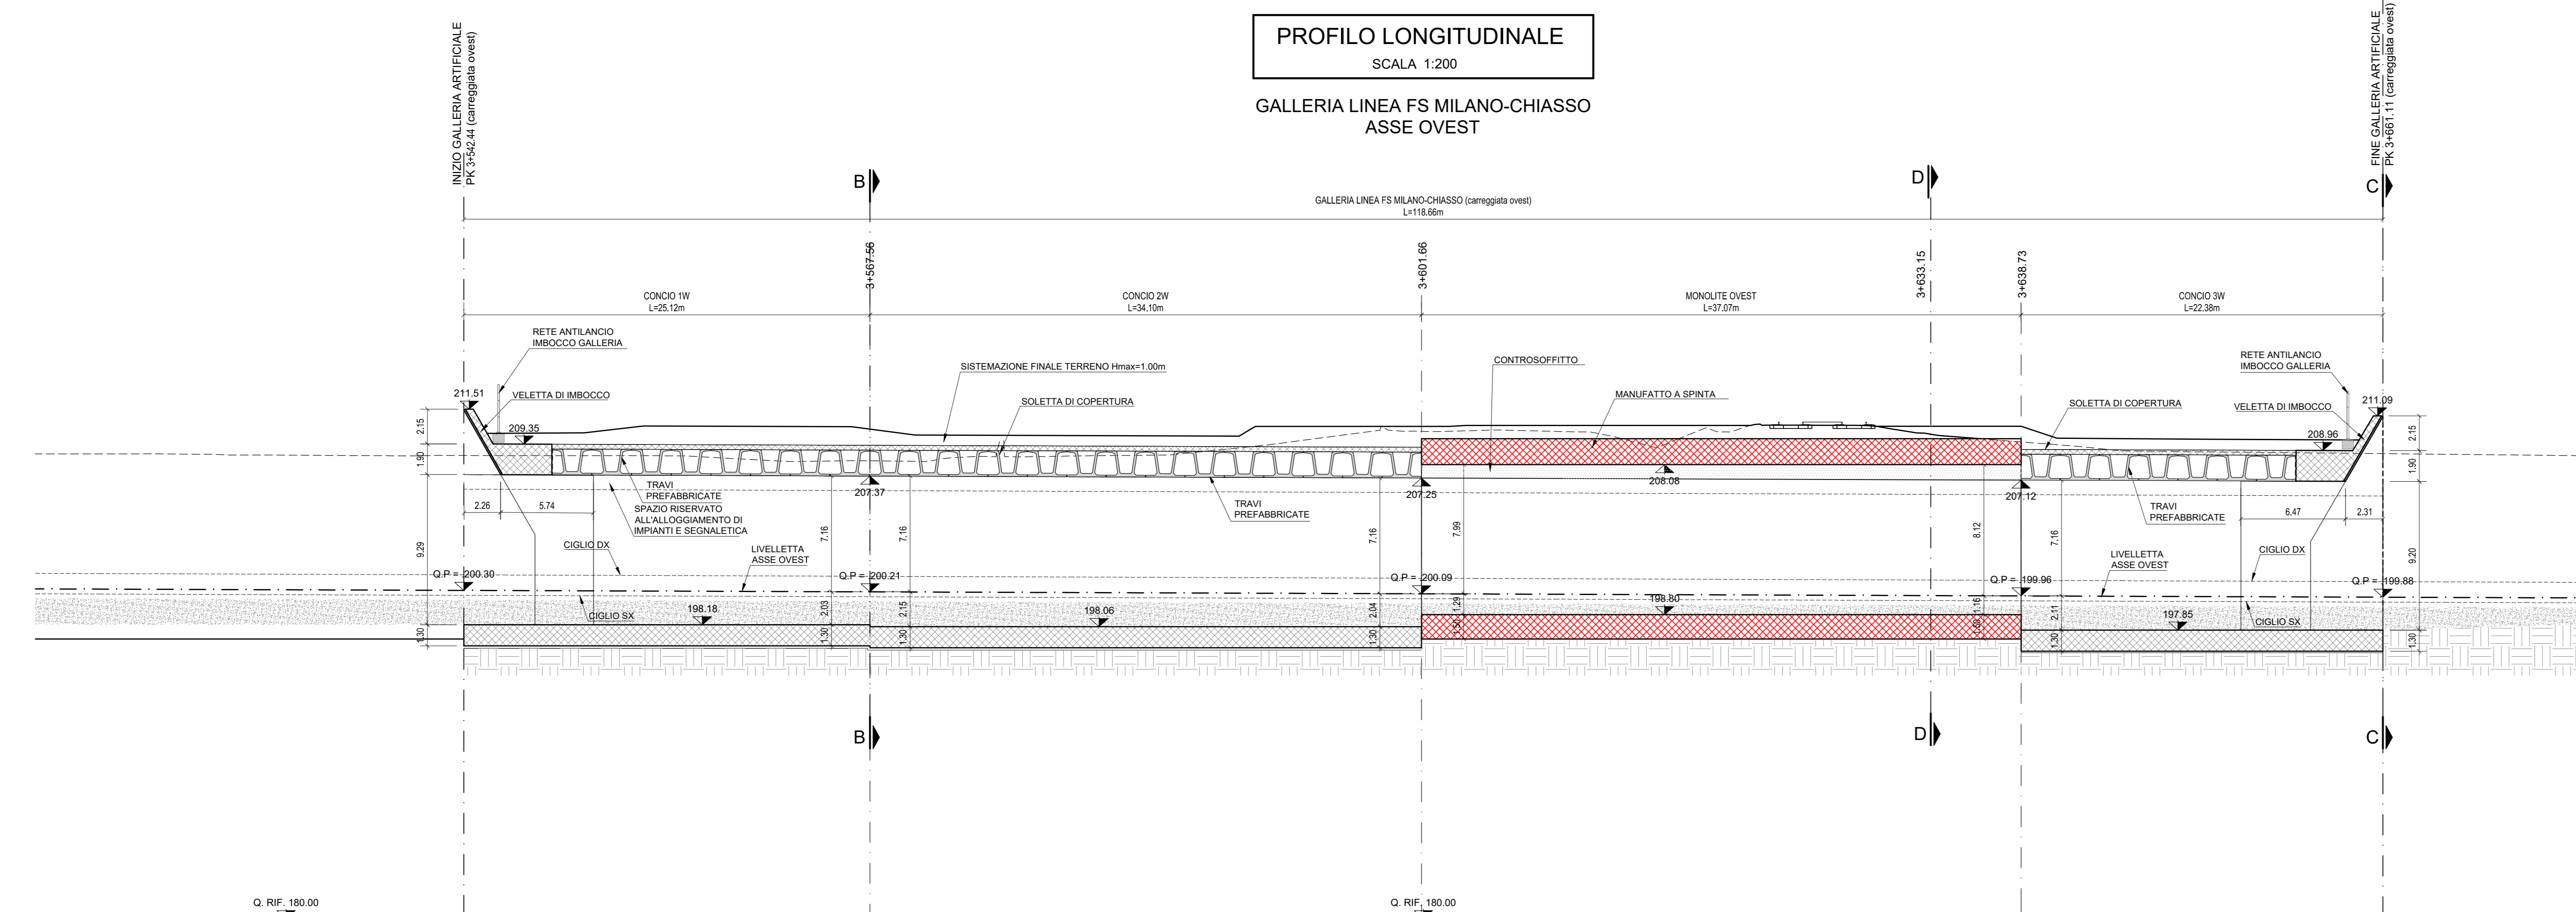 PROFILO LONGITUDINALE
SCALA 1:200
GALLERIA LINEA FS MILANO-CHIASSO
ASSE OVEST
INIZIO GALLERIA ARTIFICIALE
PK 3+542.44 (carreggiata ovest)
FINE GALLERIA ARTIFICIALE
PK 3+661.11 (carreggiata ovest)
B
D
C
GALLERIA LINEA FS MILANO-CHIASSO (carreggiata ovest)
L=118.66m
3+567.56
3+601.66
3+633.15
3+638.73
CONCIO 1W
L=25.12m
CONCIO 2W
L=34.10m
MONOLITE OVEST
L=37.07m
CONCIO 3W
L=22.38m
RETE ANTILANCIO
IMBOCCO GALLERIA
SISTEMAZIONE FINALE TERRENO Hmax=1.00m
CONTROSOFFITTO
RETE ANTILANCIO
IMBOCCO GALLERIA
211.51
VELETTA DI IMBOCCO
SOLETTA DI COPERTURA
MANUFATTO A SPINTA
SOLETTA DI COPERTURA
VELETTA DI IMBOCCO
211.09
2.15
209.35
208.96
2.15
1.90
1.90
TRAVI
PREFABBRICATE
SPAZIO RISERVATO
ALL'ALLOGGIAMENTO DI
IMPIANTI E SEGNALETICA
207.37
TRAVI
PREFABBRICATE
207.25
208.08
207.12
TRAVI
PREFABBRICATE
2.26
5.74
6.47
2.31
9.29
7.16
7.16
7.16
7.99
8.12
7.16
9.20
CIGLIO DX
LIVELLETTA
ASSE OVEST
LIVELLETTA
ASSE OVEST
CIGLIO DX
Q.P = 200.30
Q.P = 200.21
Q.P = 200.09
Q.P = 199.96
Q.P = 199.88
CIGLIO SX
198.18
2.03
2.15
198.06
2.04
1.29
198.80
1.16
2.11
197.85
CIGLIO SX
1.30
1.30
1.30
1.30
1.50
1.50
1.30
1.30
B
D
C
Q. RIF. 180.00
Q. RIF. 180.00